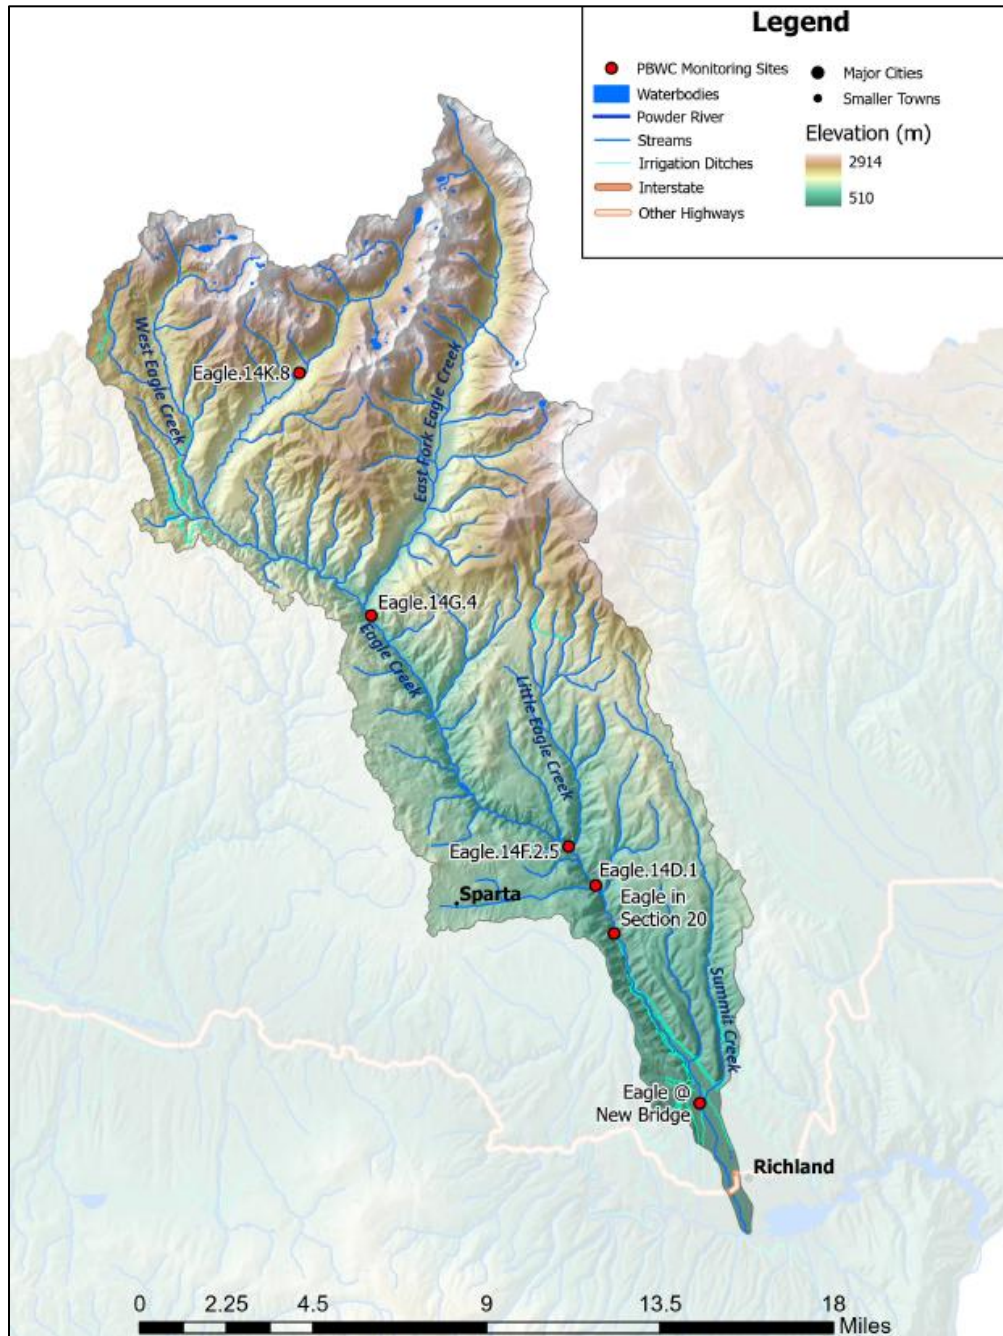 Legend
PBWC Monitoring Sites
Waterbodies
Powder River
Streams
Irrigation Ditches
Interstate
Other Highways
Major Cities
Smaller Towns
Elevation (m)
2914
510
West Eagle Creek
Eagle.14K.8
East Fork Eagle Creek
Eagle.14G.4
Eagle Creek
Little Eagle Creek
Eagle.14F.2.5
Eagle.14D.1
Sparta
Eagle in
Section 20
Summit Creek
Eagle @
New Bridge
Richland
0 2.25 4.5 9 13.5 18
Miles